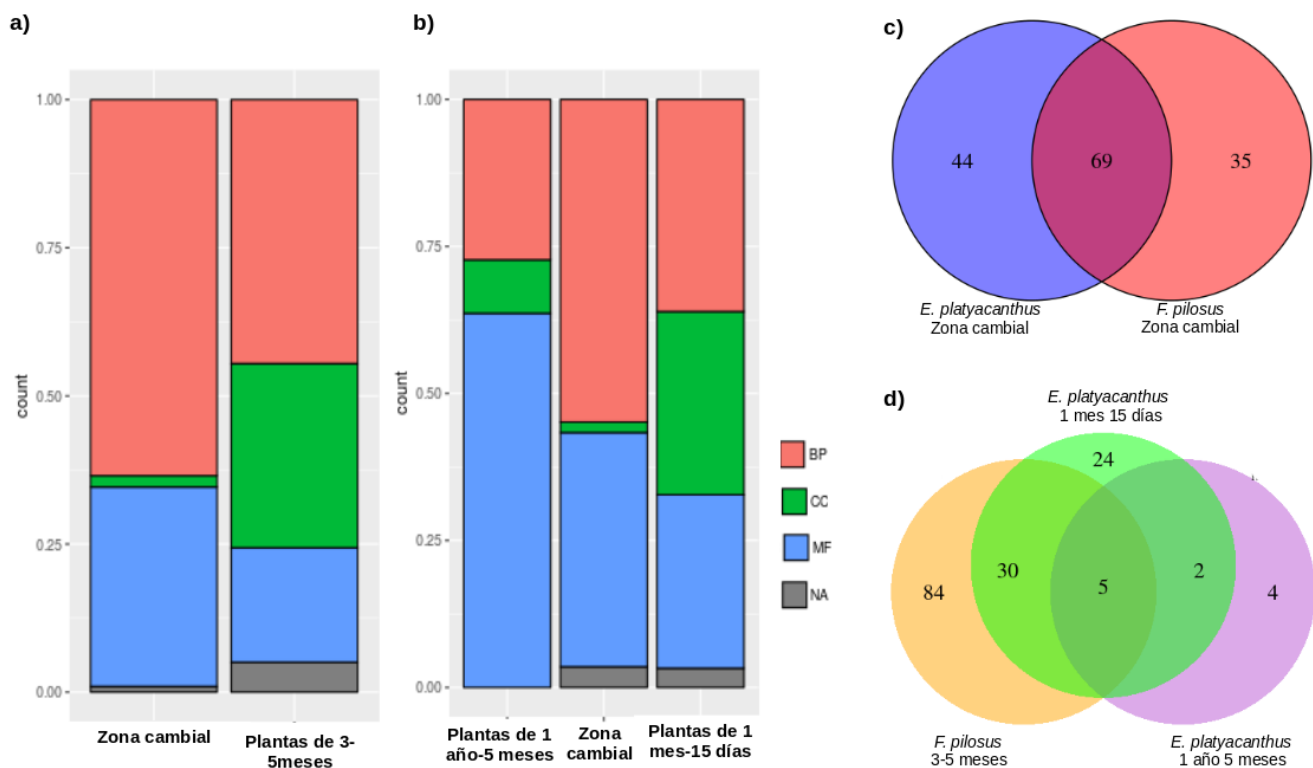 a)
1.00
0.75
0.50
0.25
0.00
count
Zona cambial
Plantas de 3-
5meses
b)
1.00
0.75
0.50
0.25
0.00
count
Plantas de 1
año-5 meses
Zona
cambial
Plantas de 1
mes-15 días
BP
CC
MF
NA
c)
44
69
35
E. platyacanthus
Zona cambial
F. pilosus
Zona cambial
d)
E. platyacanthus
1 mes 15 días
24
30
5
2
84
4
F. pilosus
3-5 meses
E. platyacanthus
1 año 5 meses